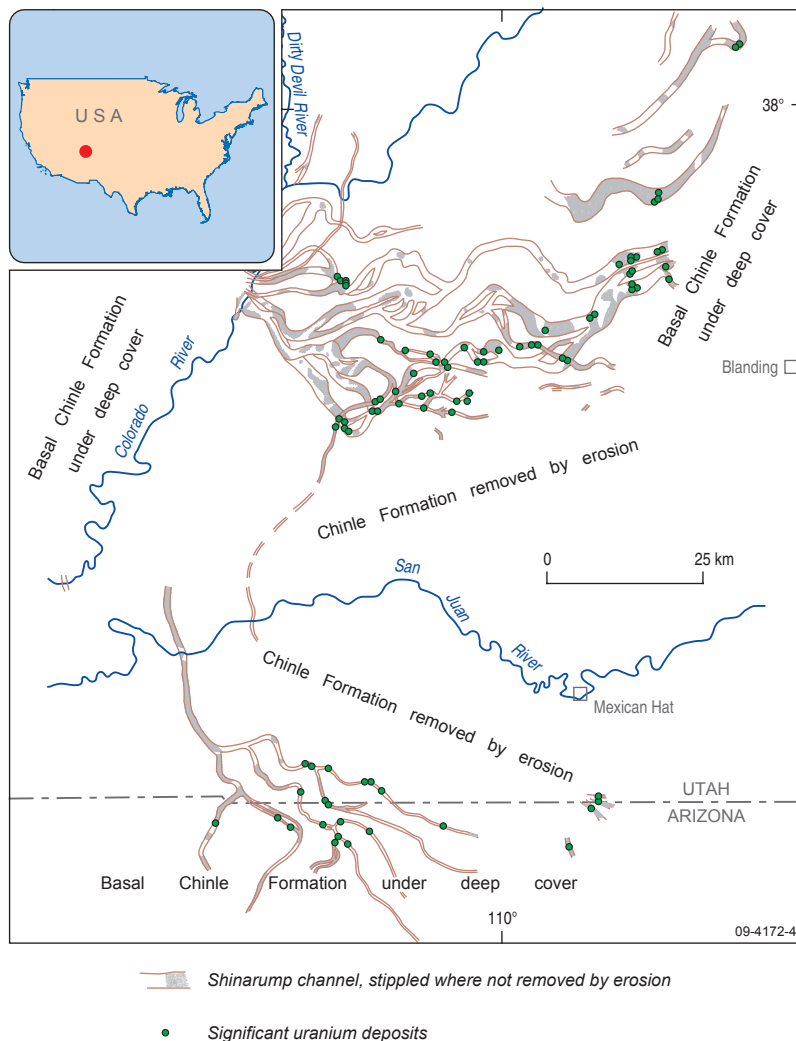 USA
Dirty Devil River
38°
Basal Chinle Formation
under deep cover
Basal Chinle Formation
under deep cover
Colorado River
Blanding
Chinle Formation removed by erosion
0 25 km
San Juan River
Mexican Hat
Chinle Formation removed by erosion
UTAH
ARIZONA
Basal Chinle Formation under deep cover
110°
09-4172-4
Shinarump channel, stippled where not removed by erosion
Significant uranium deposits